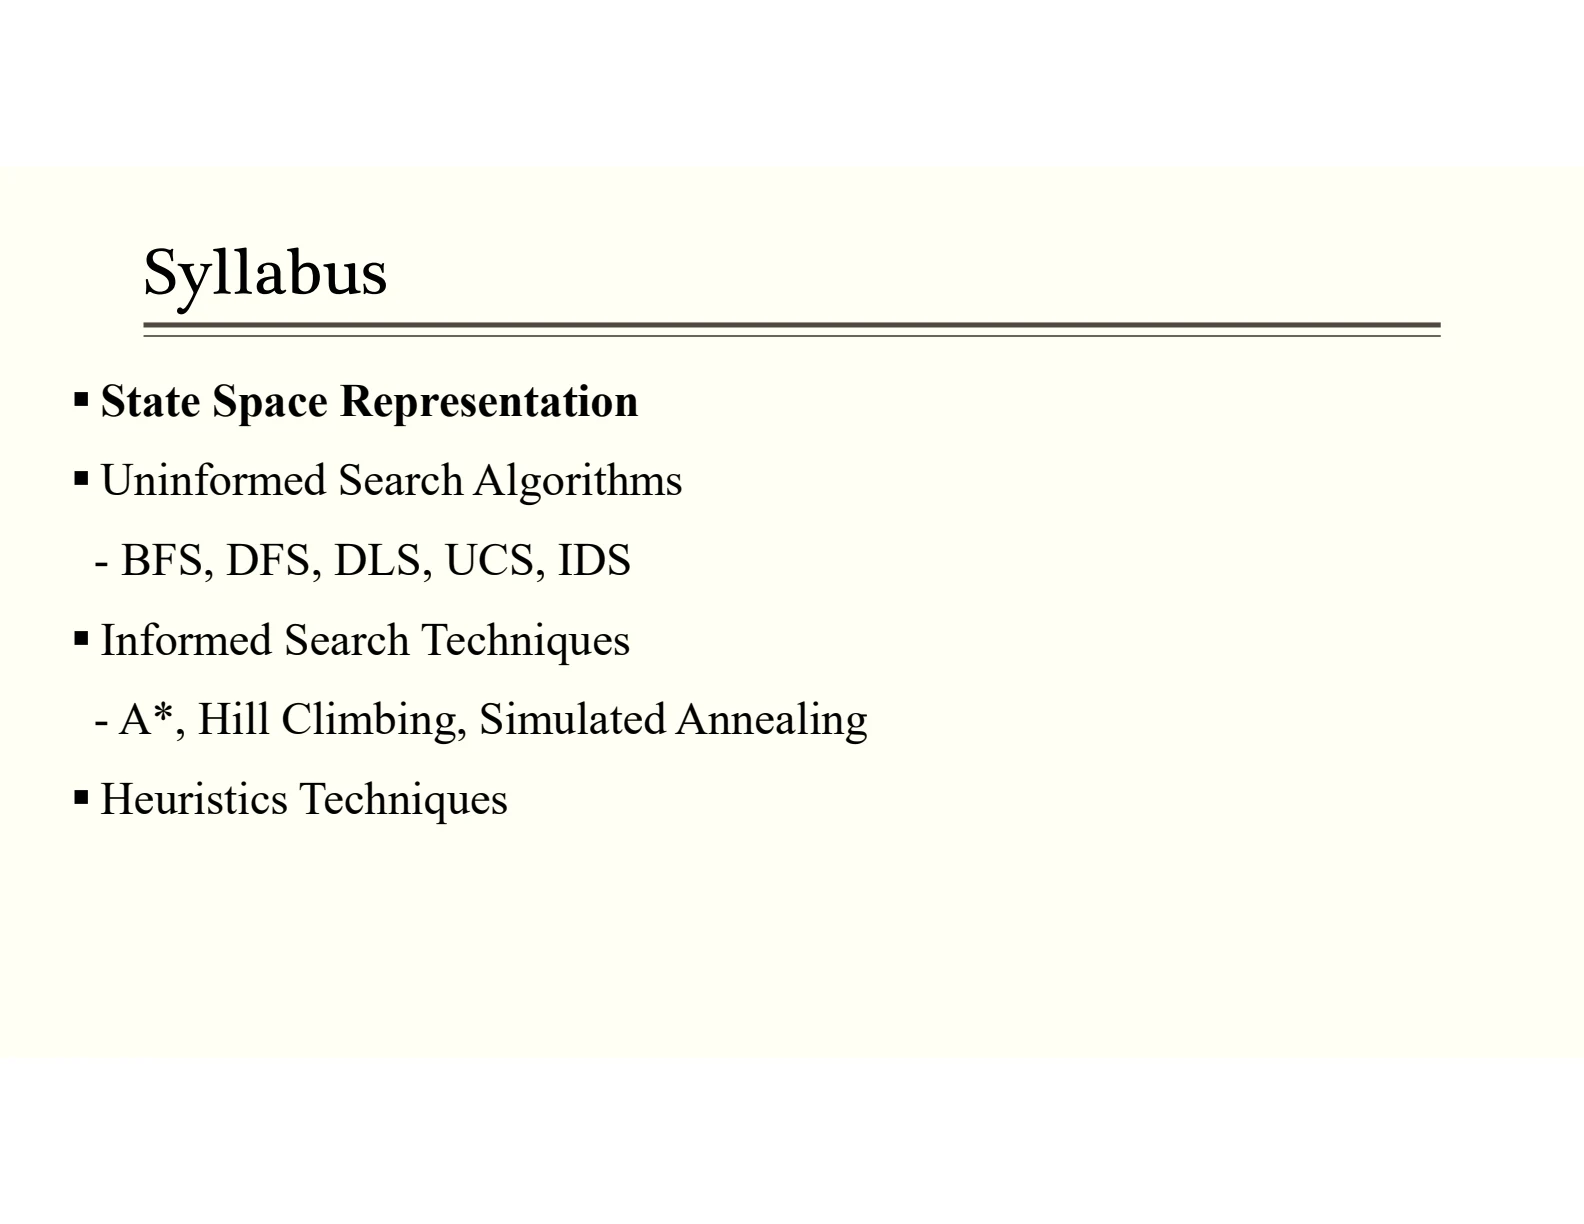 Syllabus
▪ State Space Representation
▪ Uninformed Search Algorithms
- BFS, DFS, DLS, UCS, IDS
▪ Informed Search Techniques
- A*, Hill Climbing, Simulated Annealing
▪ Heuristics Techniques